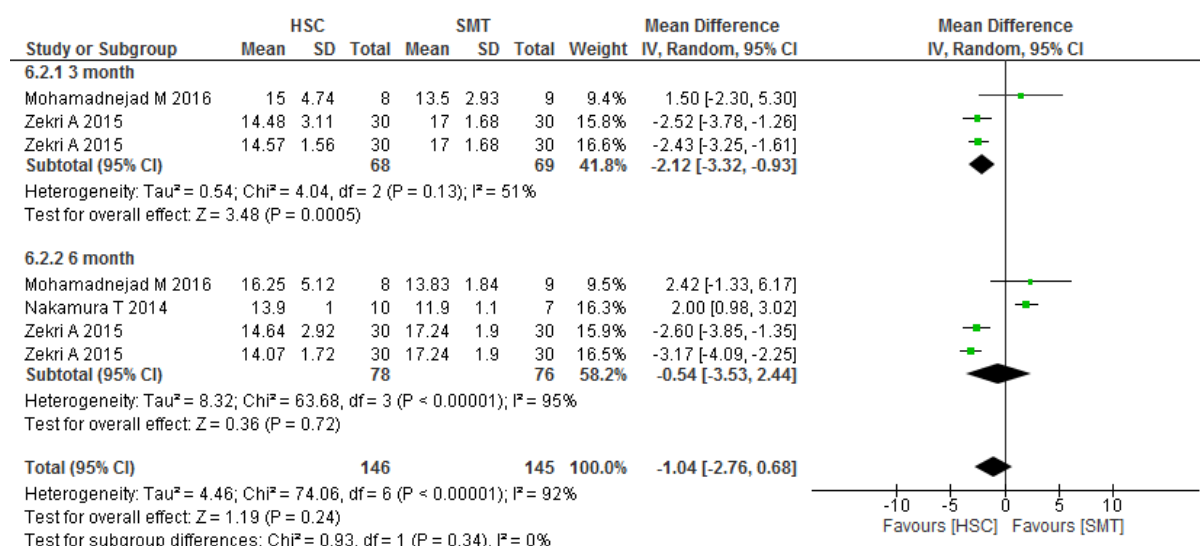 HSC SMT Mean Difference Mean Difference
Study or Subgroup Mean SD Total Mean SD Total Weight IV, Random, 95% CI IV, Random, 95% CI
6.2.1 3 month
Mohamadnejad M 2016 15 4.74 8 13.5 2.93 9 9.4% 1.50 [-2.30, 5.30]
Zekri A 2015 14.48 3.11 30 17 1.68 30 15.8% -2.52 [-3.78, -1.26]
Zekri A 2015 14.57 1.56 30 17 1.68 30 16.6% -2.43 [-3.25, -1.61]
Subtotal (95% CI) 68 69 41.8% -2.12 [-3.32, -0.93]
Heterogeneity: Tau² = 0.54; Chi² = 4.04, df = 2 (P = 0.13); I² = 51%
Test for overall effect: Z = 3.48 (P = 0.0005)
6.2.2 6 month
Mohamadnejad M 2016 16.25 5.12 8 13.83 1.84 9 9.5% 2.42 [-1.33, 6.17]
Nakamura T 2014 13.9 1 10 11.9 1.1 7 16.3% 2.00 [0.98, 3.02]
Zekri A 2015 14.64 2.92 30 17.24 1.9 30 15.9% -2.60 [-3.85, -1.35]
Zekri A 2015 14.07 1.72 30 17.24 1.9 30 16.5% -3.17 [-4.09, -2.25]
Subtotal (95% CI) 78 76 58.2% -0.54 [-3.53, 2.44]
Heterogeneity: Tau² = 8.32; Chi² = 63.68, df = 3 (P < 0.00001); I² = 95%
Test for overall effect: Z = 0.36 (P = 0.72)
Total (95% CI) 146 145 100.0% -1.04 [-2.76, 0.68]
Heterogeneity: Tau² = 4.46; Chi² = 74.06, df = 6 (P < 0.00001); I² = 92%
Test for overall effect: Z = 1.19 (P = 0.24)
Test for subgroup differences: Chi² = 0.93, df = 1 (P = 0.34), I² = 0%
-10 -5 0 5 10
Favours [HSC] Favours [SMT]